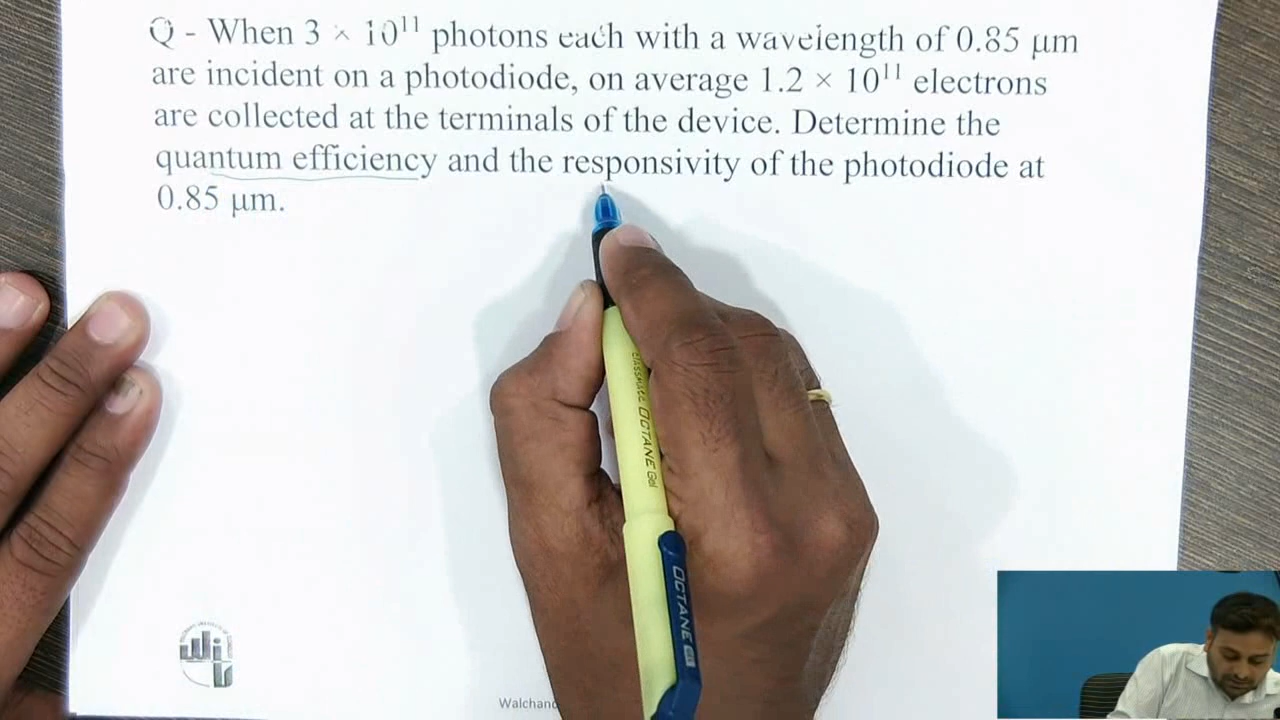 Q - When 3 × 10¹¹ photons each with a wavelength of 0.85 µm
are incident on a photodiode, on average 1.2 × 10¹¹ electrons
are collected at the terminals of the device. Determine the
quantum efficiency and the responsivity of the photodiode at
0.85 µm.
classmate OCTANE Gel
OCTANE
Walchand